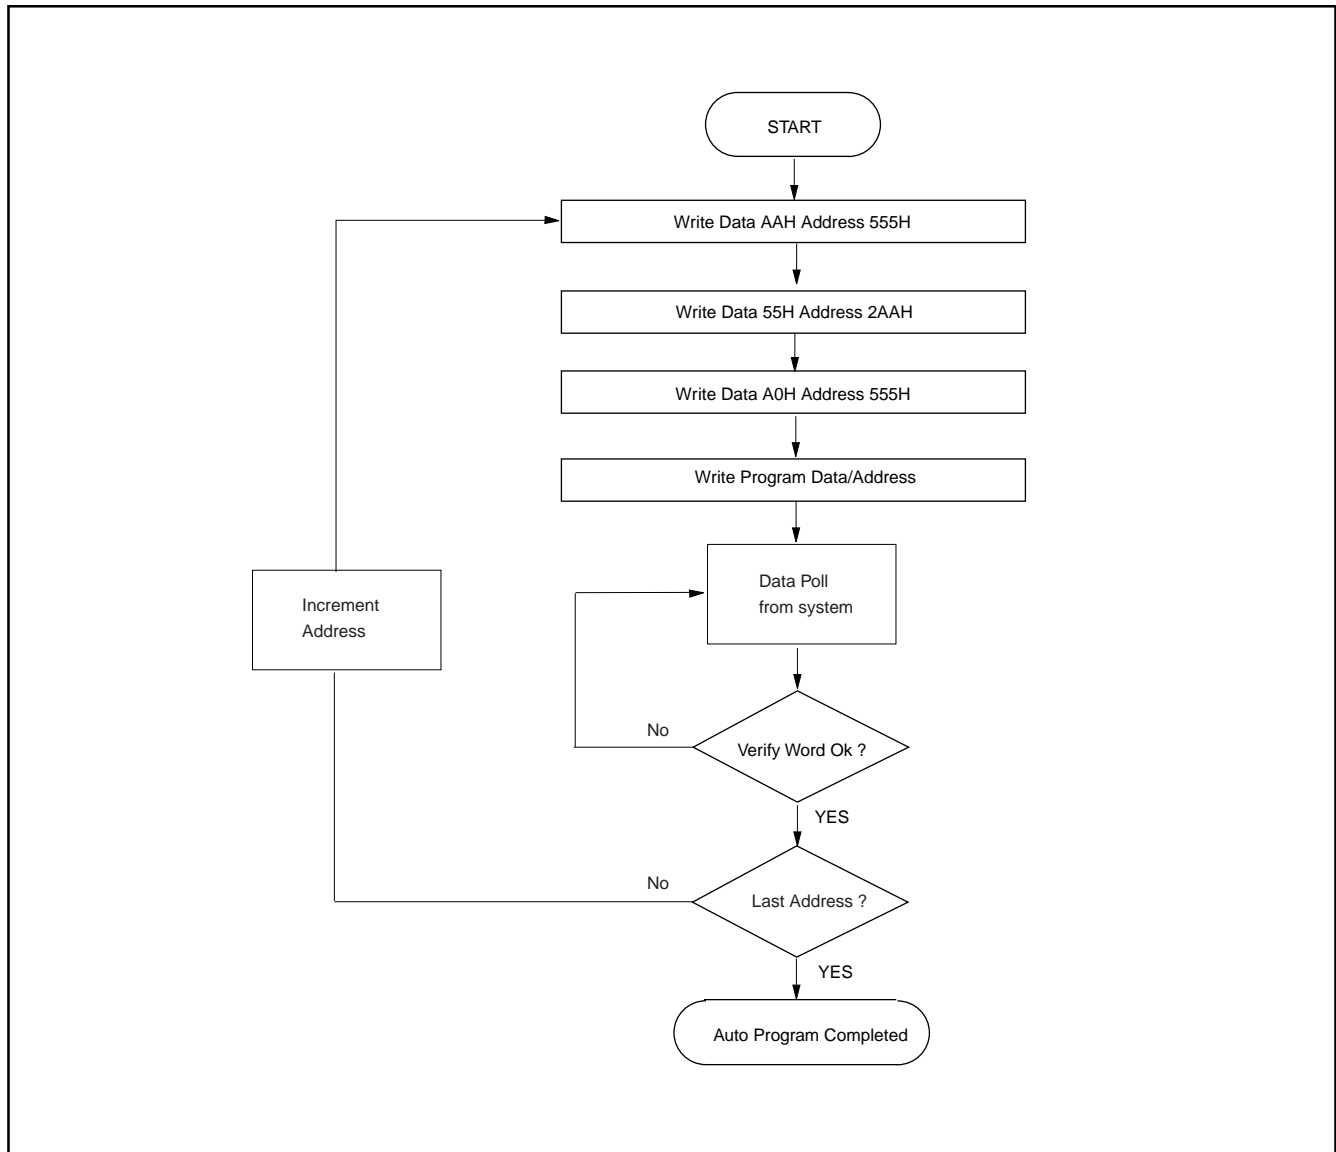 START
Write Data AAH Address 555H
Write Data 55H Address 2AAH
Write Data A0H Address 555H
Write Program Data/Address
Data Poll
from system
Increment
Address
No
Verify Word Ok ?
YES
No
Last Address ?
YES
Auto Program Completed